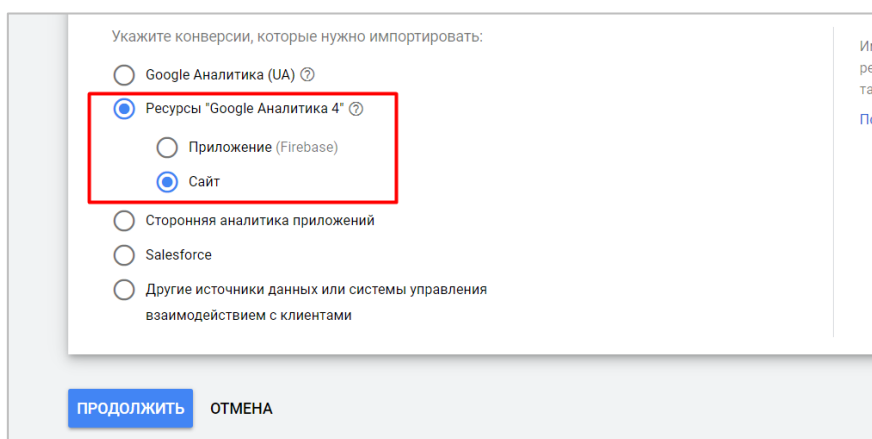 Укажите конверсии, которые нужно импортировать:
Google Аналитика (UA) ?
Ресурсы "Google Аналитика 4" ?
Приложение (Firebase)
Сайт
Сторонняя аналитика приложений
Salesforce
Другие источники данных или системы управления
взаимодействием с клиентами
ПРОДОЛЖИТЬ ОТМЕНА